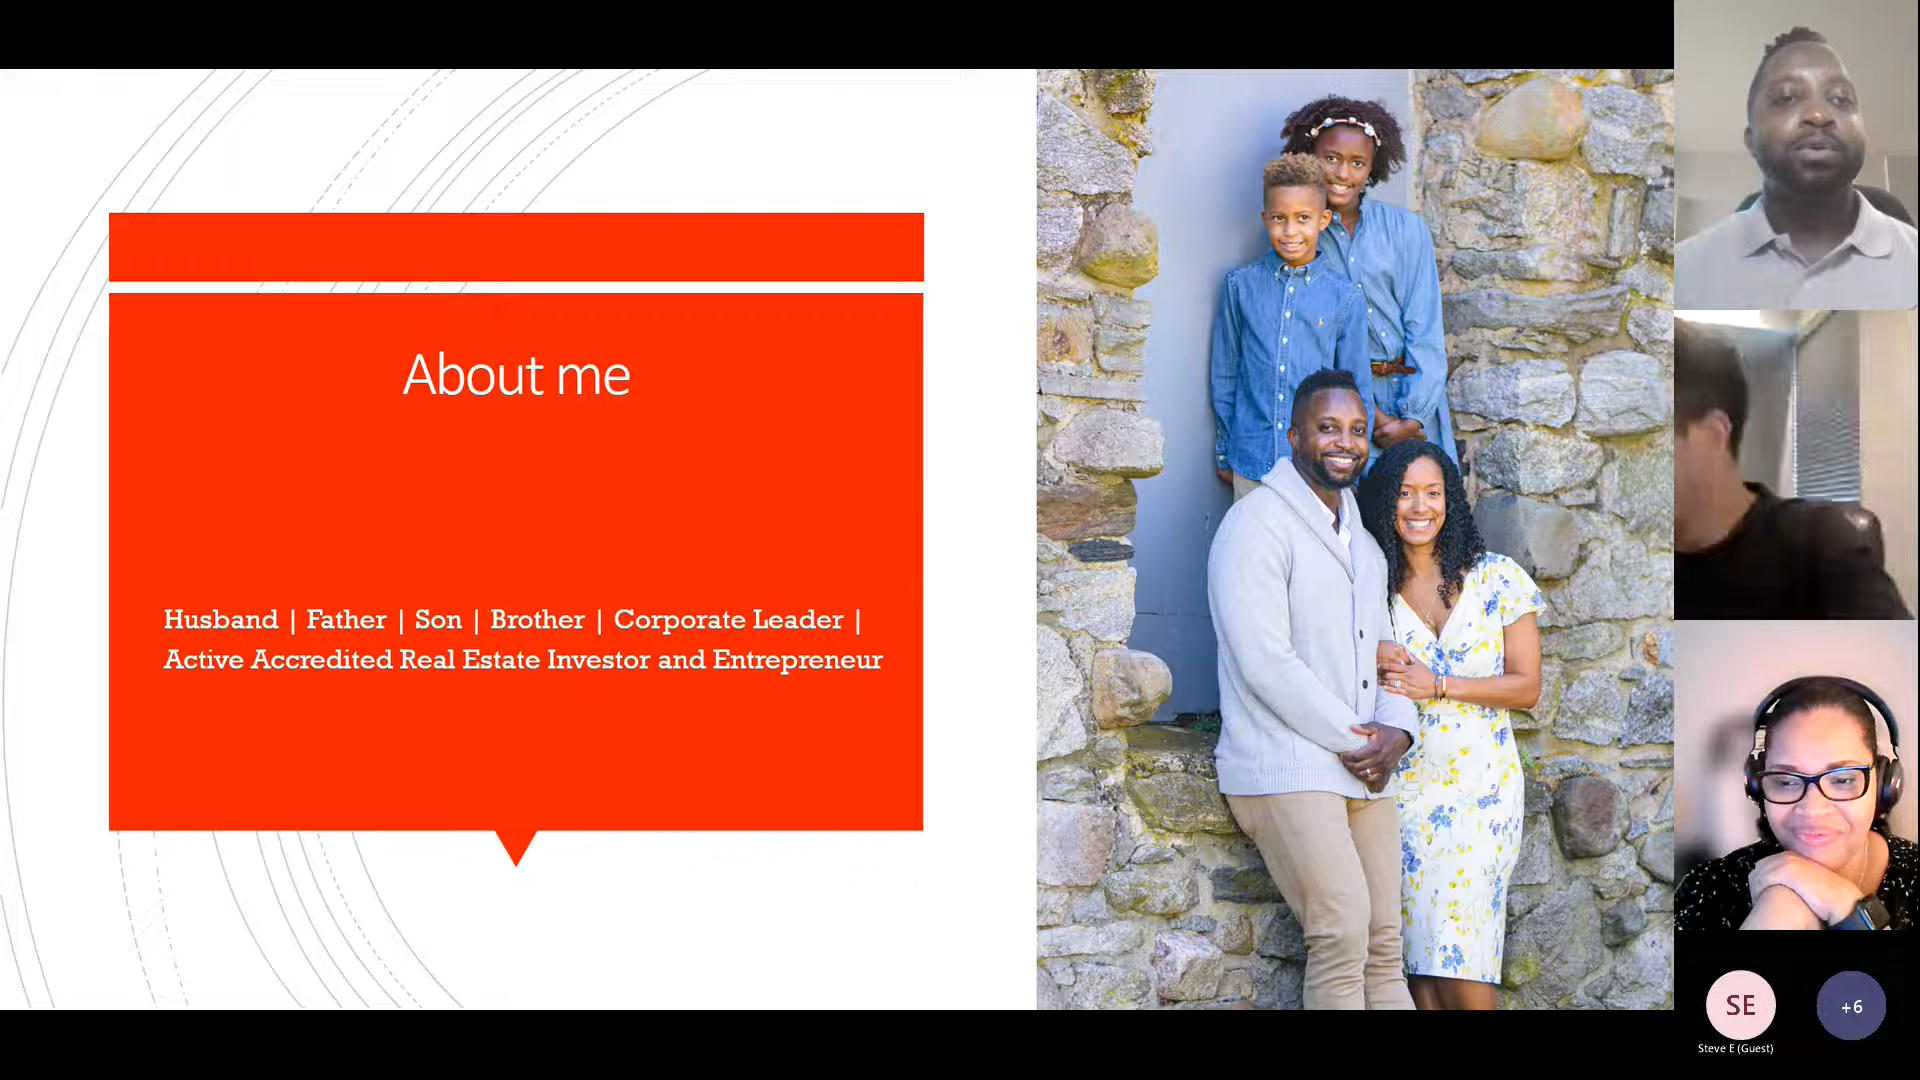 About me
Husband | Father | Son | Brother | Corporate Leader |
Active Accredited Real Estate Investor and Entrepreneur
SE
+6
Steve E (Guest)